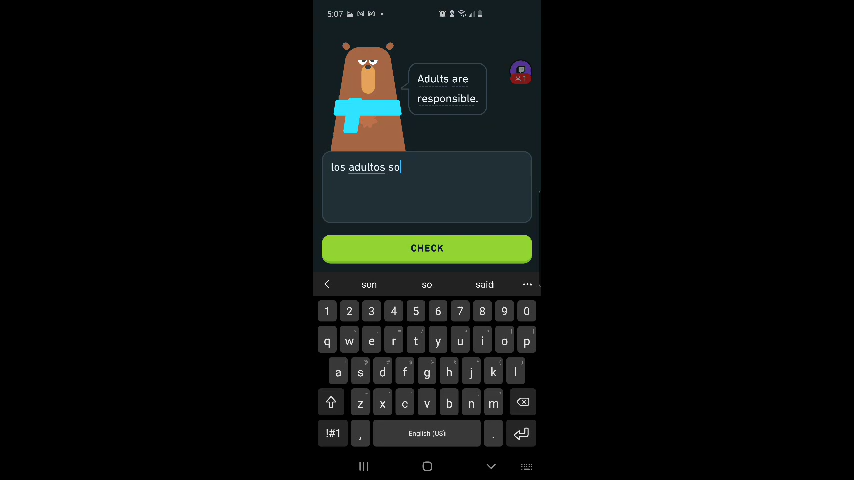 5:07
Adults are
responsible.
los adultos so
CHECK
sun so said
1 2 3 4 5 6 7 8 9 0
q w e r t y u i o p
a s d f g h j k l
z x c v b n m
!#1 , English (US) .